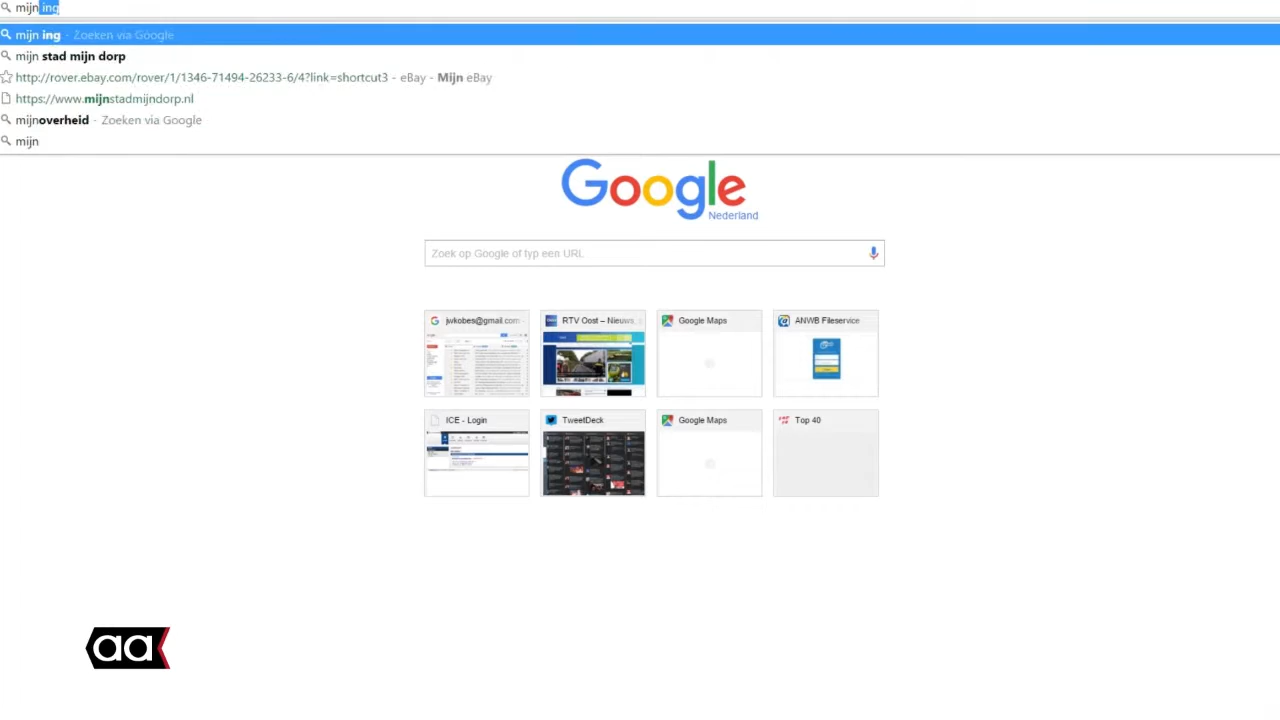 mijn ing
mijn ing - Zoeken via Google
mijn stad mijn dorp
http://rover.ebay.com/rover/1/1346-71494-26233-6/4?link=shortcut3 - eBay - Mijn eBay
https://www.mijnstadmijndorp.nl
mijnoverheid - Zoeken via Google
mijn
Google
Nederland
Zoek op Google of typ een URL
jwkobes@gmail.com -
RTV Oost – Nieuws,
Google Maps
ANWB Fileservice
ICE - Login
TweetDeck
Google Maps
Top 40
aa